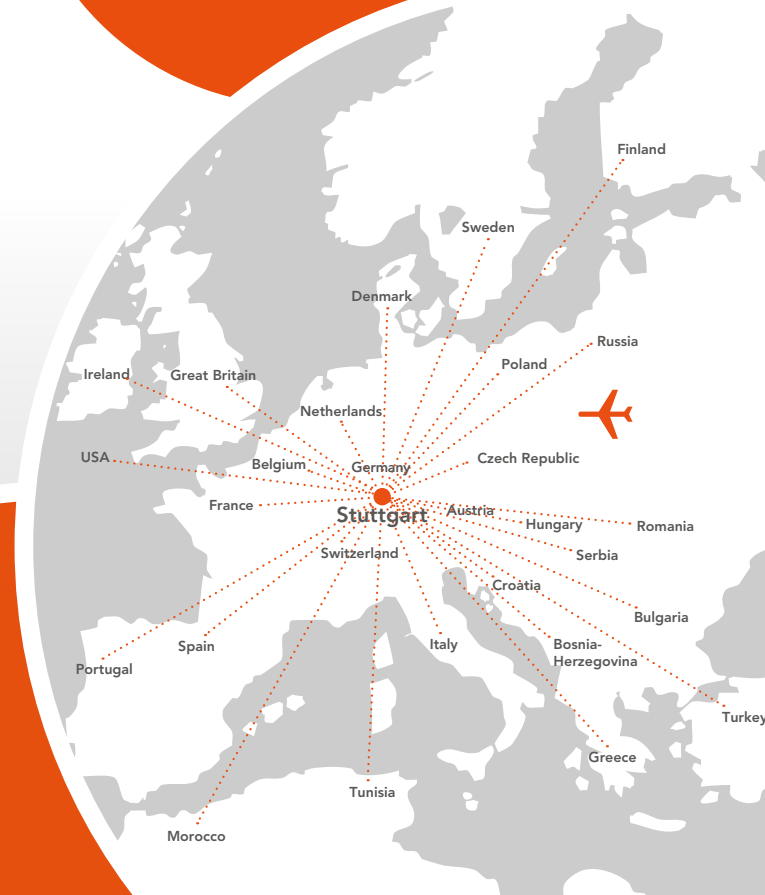 Finland
Sweden
Denmark
Russia
Poland
Ireland
Great Britain
Netherlands
USA
Belgium
Germany
Czech Republic
France
Stuttgart
Austria
Hungary
Romania
Switzerland
Serbia
Croatia
Bulgaria
Spain
Italy
Bosnia-
Herzegovina
Portugal
Turkey
Greece
Tunisia
Morocco